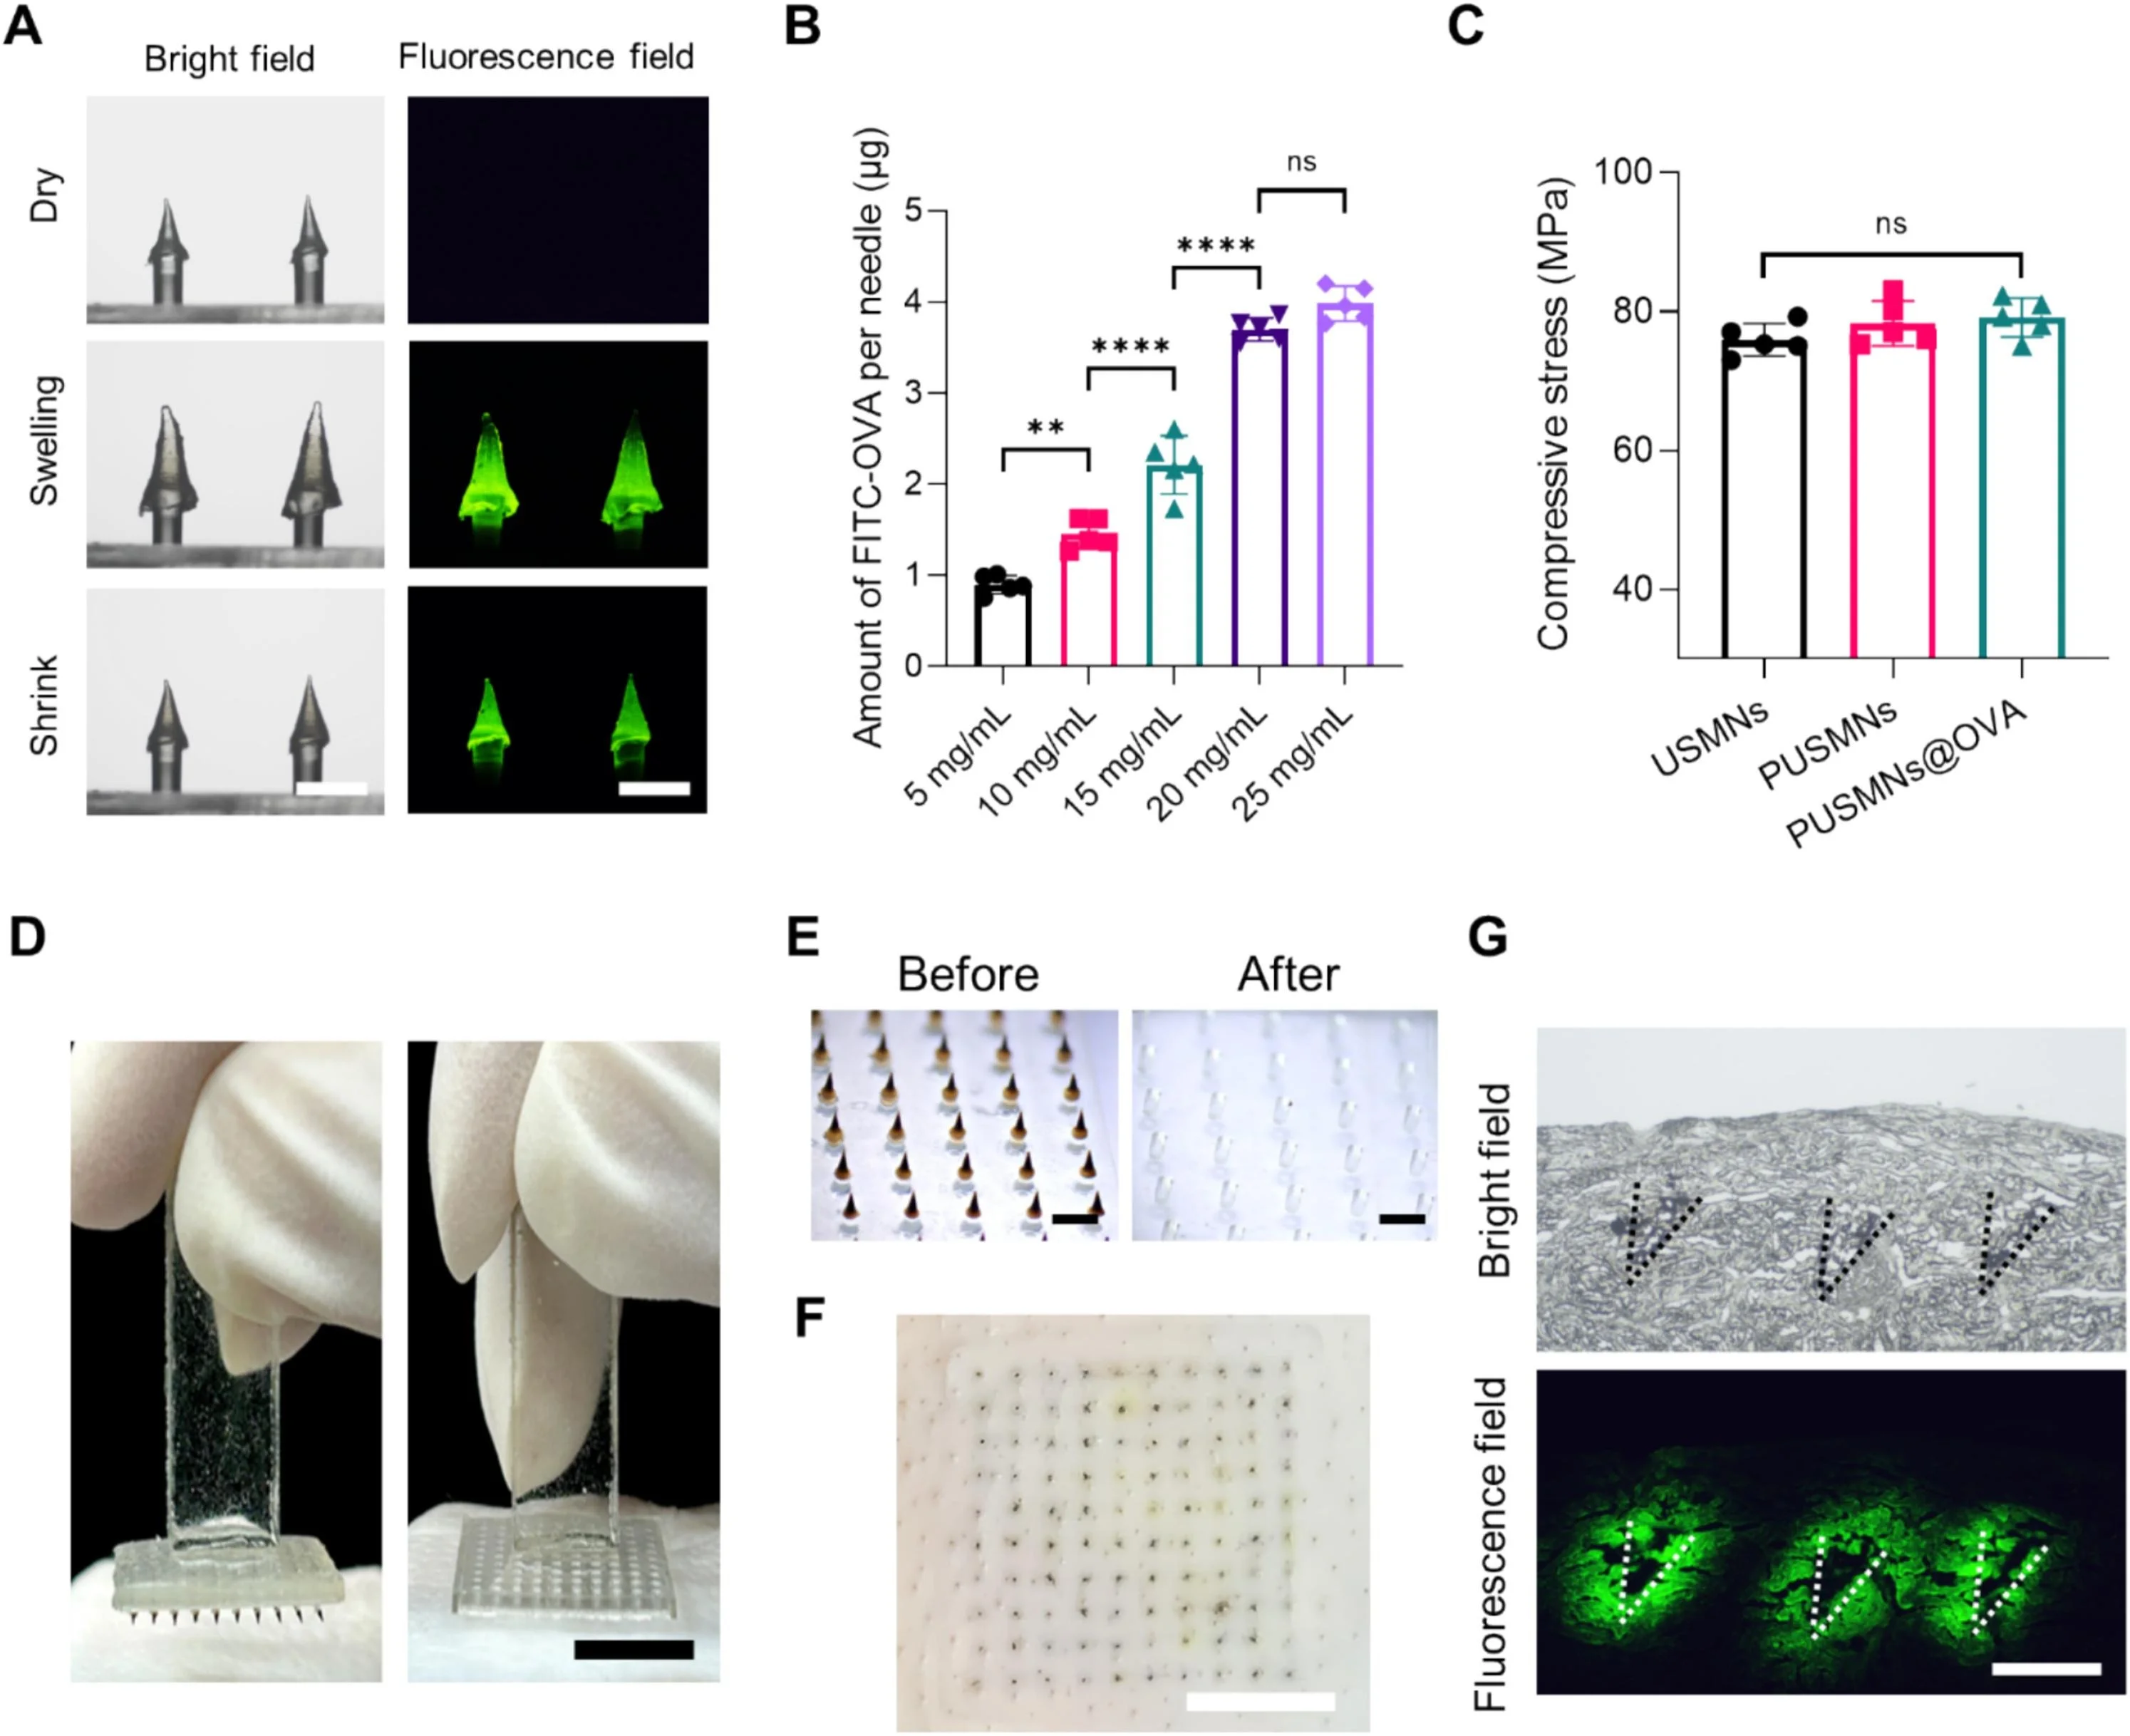 A
Bright field
Fluorescence field
Dry
Swelling
Shrink
B
Amount of FITC-OVA per needle (µg)
5
4
3
2
1
0
**
****
****
ns
5 mg/mL
10 mg/mL
15 mg/mL
20 mg/mL
25 mg/mL
C
Compressive stress (MPa)
100
80
60
40
ns
USMNs
PUSMNs
PUSMNs@OVA
D
E
Before
After
F
G
Bright field
Fluorescence field